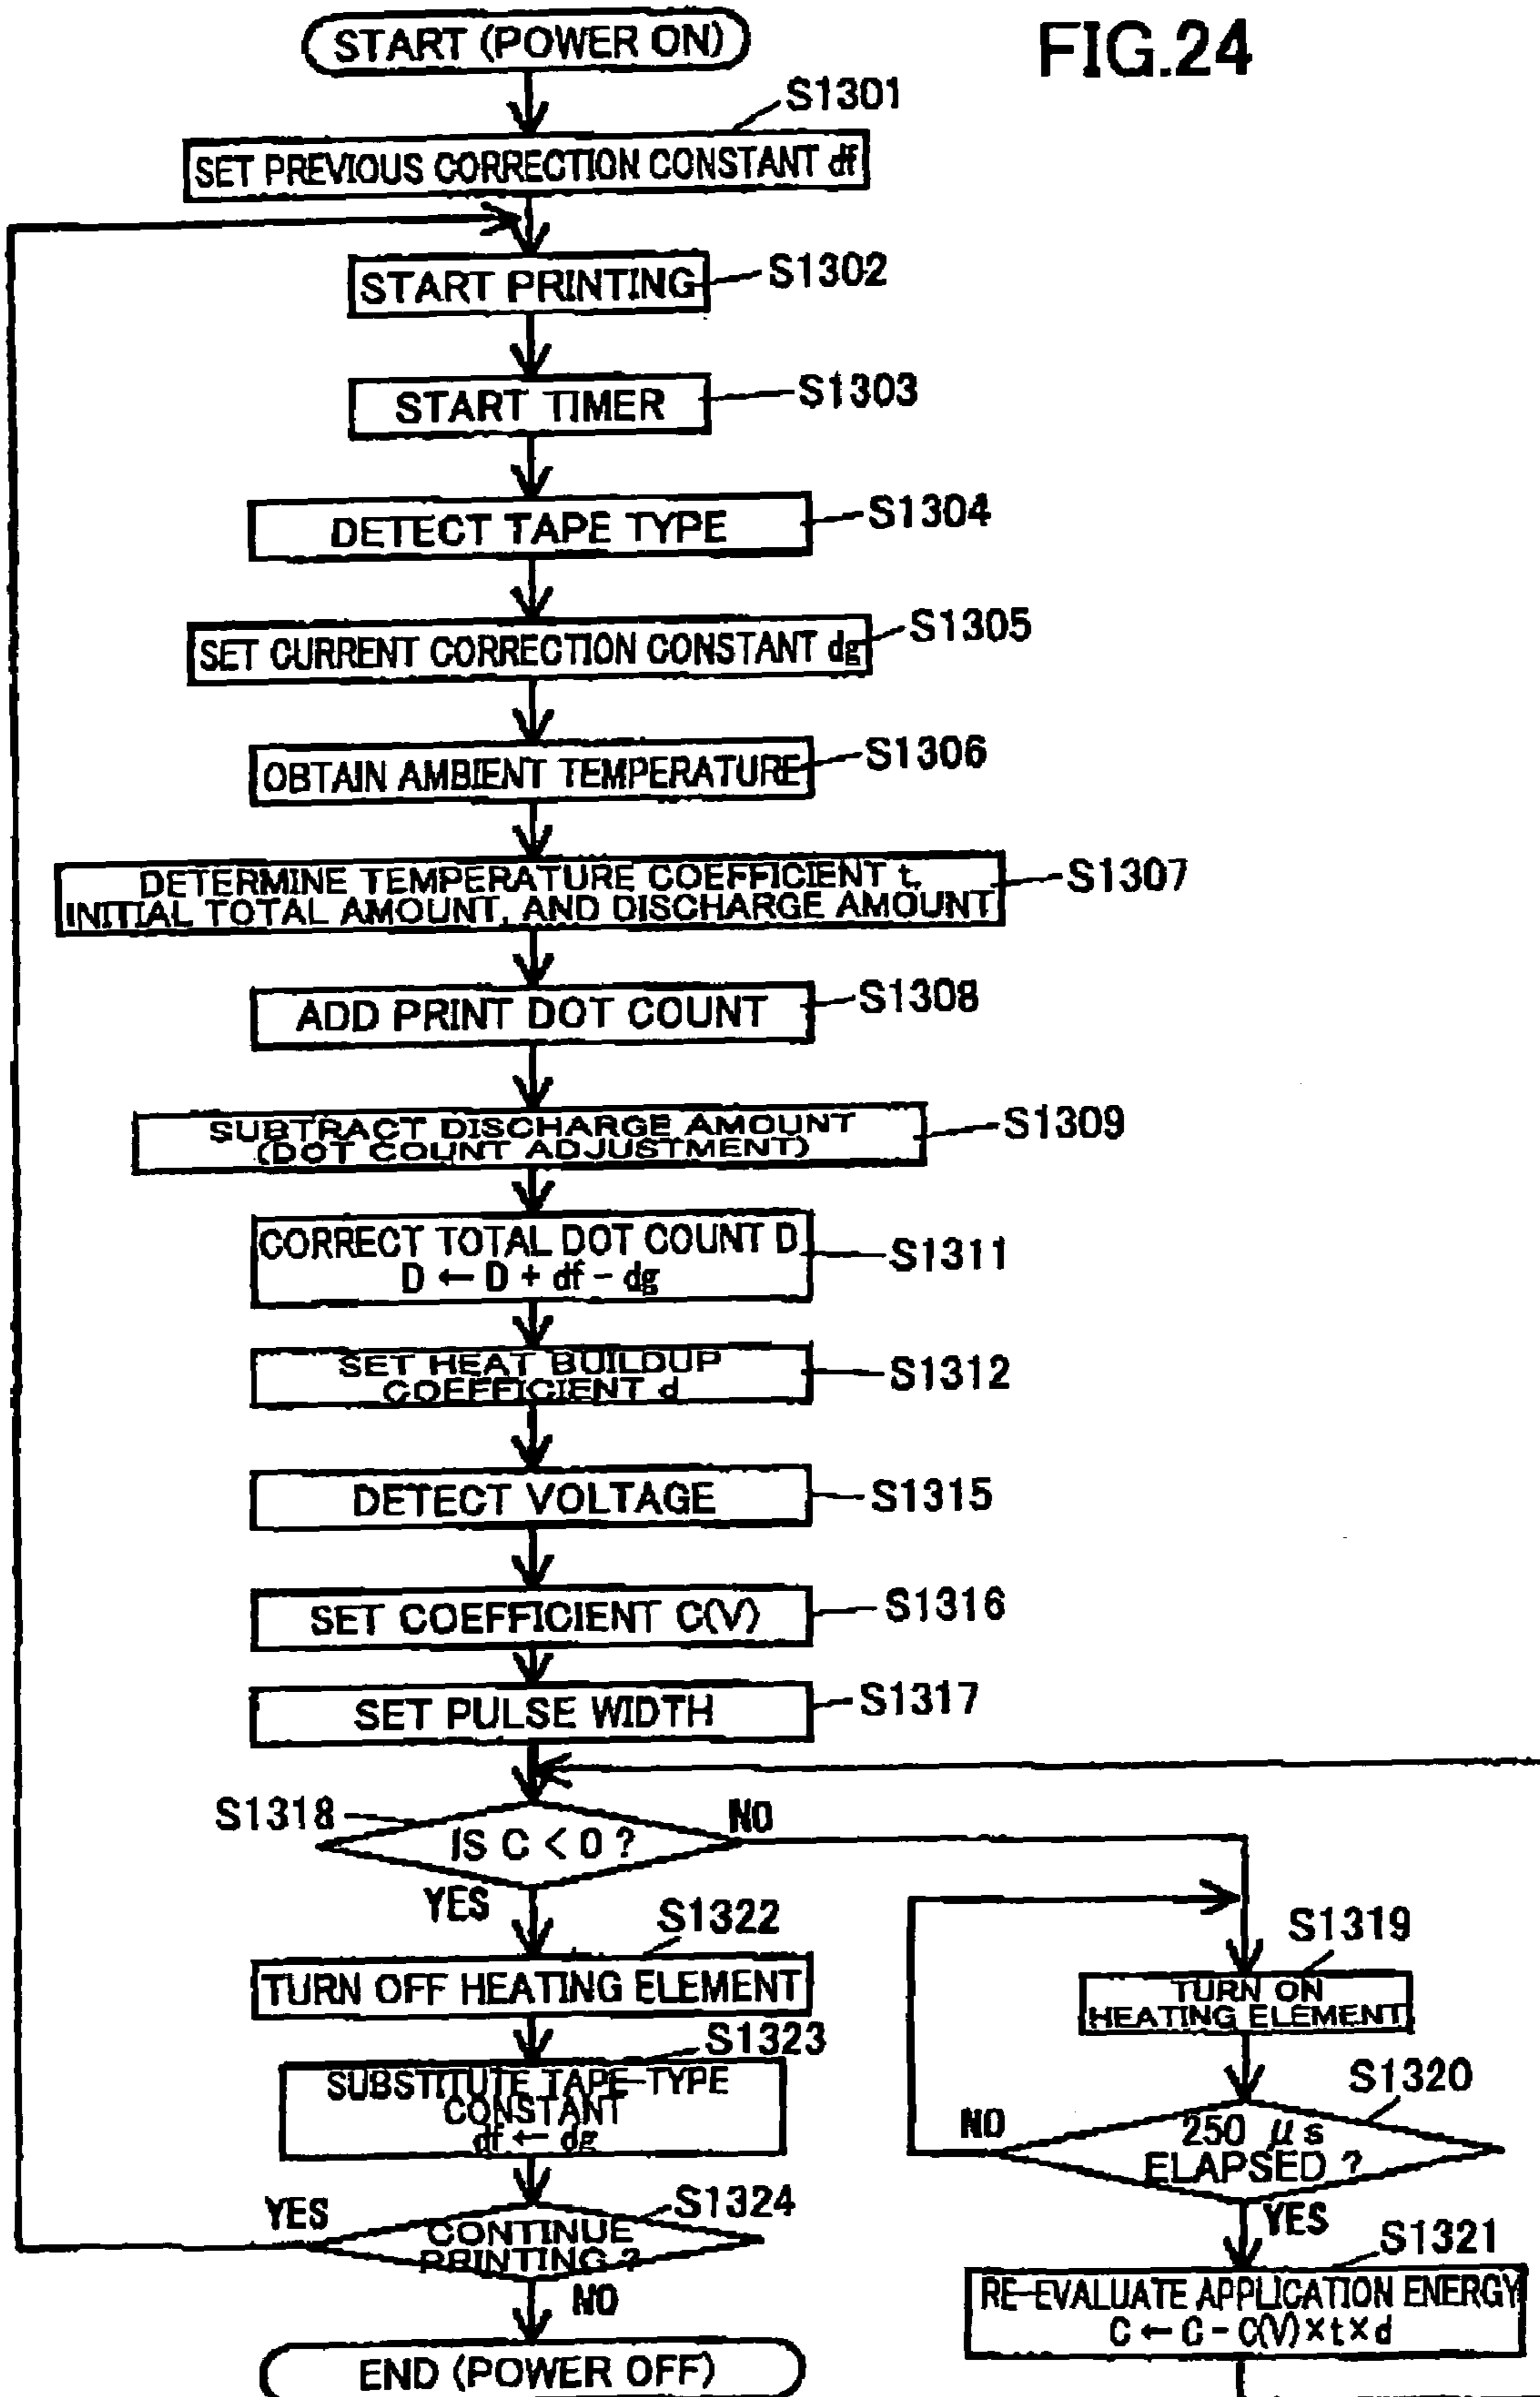 START (POWER ON)
FIG.24
S1301
SET PREVIOUS CORRECTION CONSTANT df
START PRINTING
S1302
START TIMER
S1303
DETECT TAPE TYPE
S1304
SET CURRENT CORRECTION CONSTANT dg
S1305
OBTAIN AMBIENT TEMPERATURE
S1306
DETERMINE TEMPERATURE COEFFICIENT t,
INITIAL TOTAL AMOUNT, AND DISCHARGE AMOUNT
S1307
ADD PRINT DOT COUNT
S1308
SUBTRACT DISCHARGE AMOUNT
(DOT COUNT ADJUSTMENT)
S1309
CORRECT TOTAL DOT COUNT D
D ← D + df - dg
S1311
SET HEAT BUILDUP
COEFFICIENT d
S1312
DETECT VOLTAGE
S1315
SET COEFFICIENT C(V)
S1316
SET PULSE WIDTH
S1317
S1318
IS C < 0 ?
NO
YES
S1322
TURN OFF HEATING ELEMENT
S1323
SUBSTITUTE TAPE-TYPE
CONSTANT
df ← dg
S1324
YES
CONTINUE
PRINTING ?
NO
END (POWER OFF)
S1319
TURN ON
HEATING ELEMENT
S1320
NO
250 μs
ELAPSED ?
YES
S1321
RE-EVALUATE APPLICATION ENERGY
C ← C - C(V)×t×d